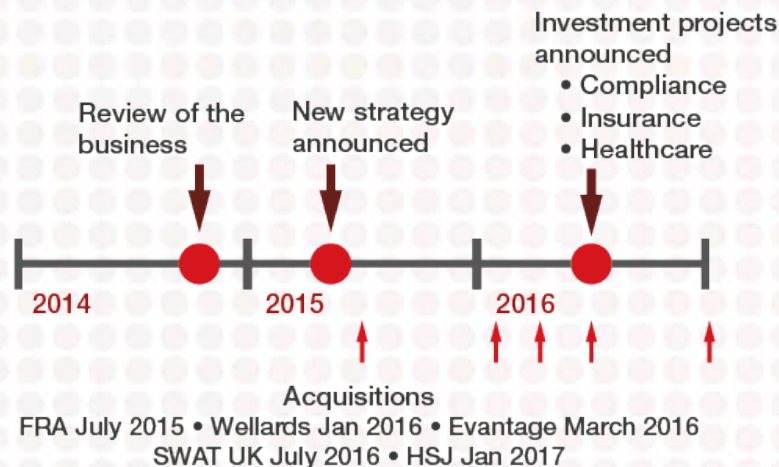 Investment projects
announced
• Compliance
• Insurance
• Healthcare
Review of the
business
New strategy
announced
2014
2015
2016
Acquisitions
FRA July 2015 • Wellards Jan 2016 • Evantage March 2016
SWAT UK July 2016 • HSJ Jan 2017